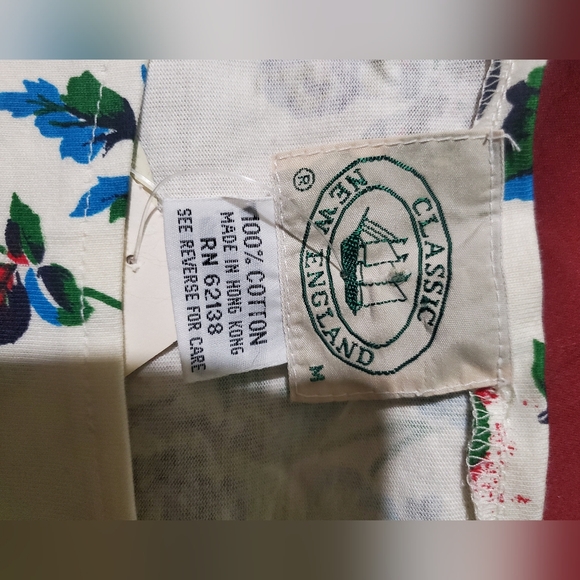 100% COTTON
MADE IN HONG KONG
RN 62138
SEE REVERSE FOR CARE
®
CLASSIC
NEW ENGLAND
M